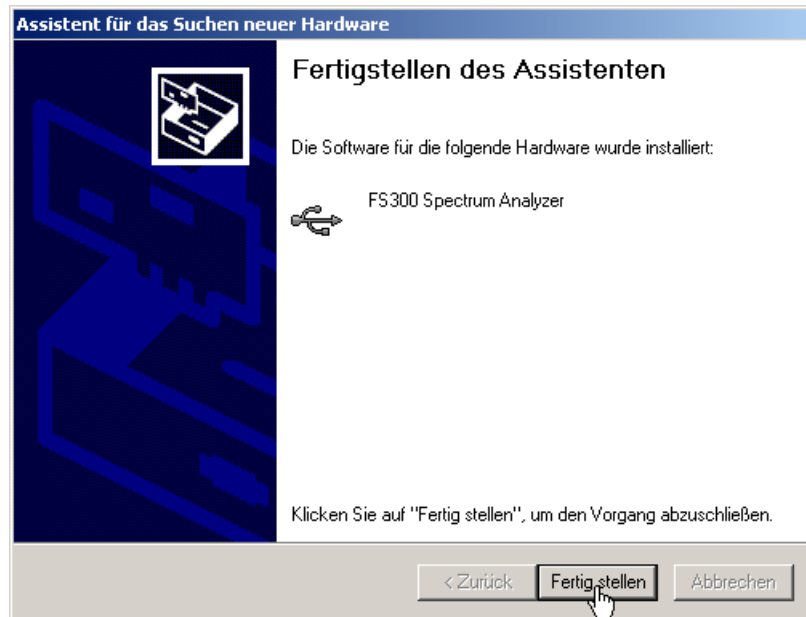 Assistent für das Suchen neuer Hardware
Fertigstellen des Assistenten
Die Software für die folgende Hardware wurde installiert:
FS300 Spectrum Analyzer
Klicken Sie auf "Fertig stellen", um den Vorgang abzuschließen.
< Zurück Fertig stellen Abbrechen